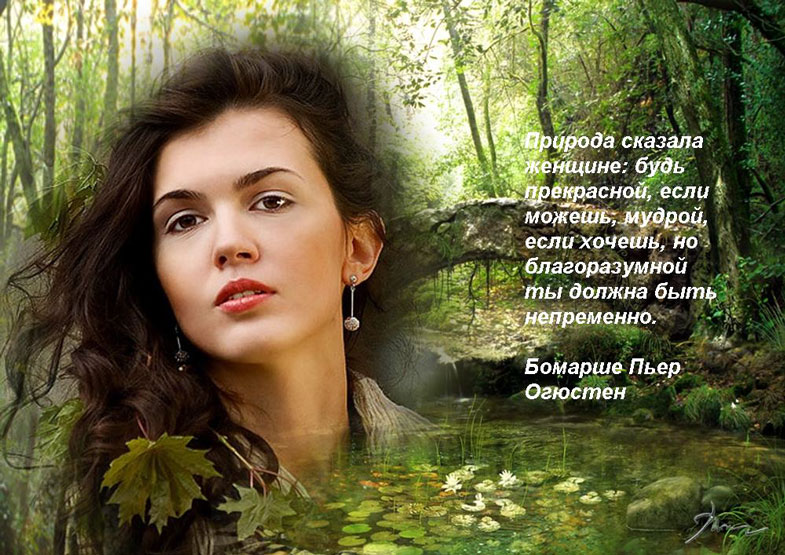 Природа сказала
женщине: будь
прекрасной, если
можешь, мудрой,
если хочешь, но
благоразумной
ты должна быть
непременно.
Бомарше Пьер
Огюстен